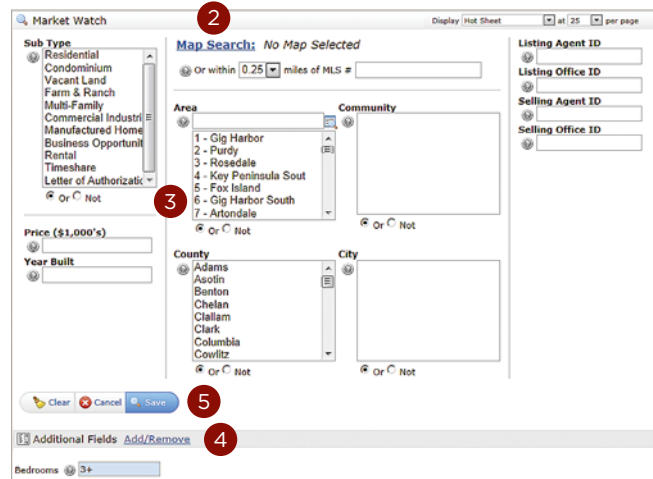 Market Watch
2
Display Hot Sheet at 25 per page
Sub Type
Residential
Condominium
Vacant Land
Farm & Ranch
Multi-Family
Commercial Industri
Manufactured Home
Business Opportunit
Rental
Timeshare
Letter of Authorizatic
Or Not
3
Price ($1,000's)
Year Built
Map Search: No Map Selected
Or within 0.25 miles of MLS #
Area
1 - Gig Harbor
2 - Purdy
3 - Rosedale
4 - Key Peninsula Sout
5 - Fox Island
6 - Gig Harbor South
7 - Artondale
Or Not
Community
Or Not
County
Adams
Asotin
Benton
Chelan
Clallam
Clark
Columbia
Cowlitz
Or Not
City
Or Not
Listing Agent ID
Listing Office ID
Selling Agent ID
Selling Office ID
Clear Cancel Save
5
Additional Fields Add/Remove
4
Bedrooms 3+